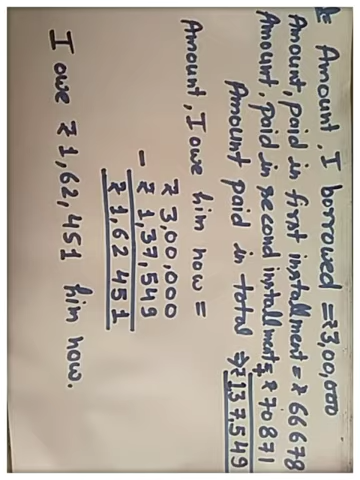 Amount, I borrowed = ₹3,00,000
Amount, paid in first installment = ₹ 66678
Amount, paid in second installment = + ₹ 70871
Amount paid in total ⇒ ₹137,549
Amount, I owe him now =
₹ 3,00,000
- ₹ 1,37,549
₹ 1,62,451
I owe ₹1,62,451, him now.